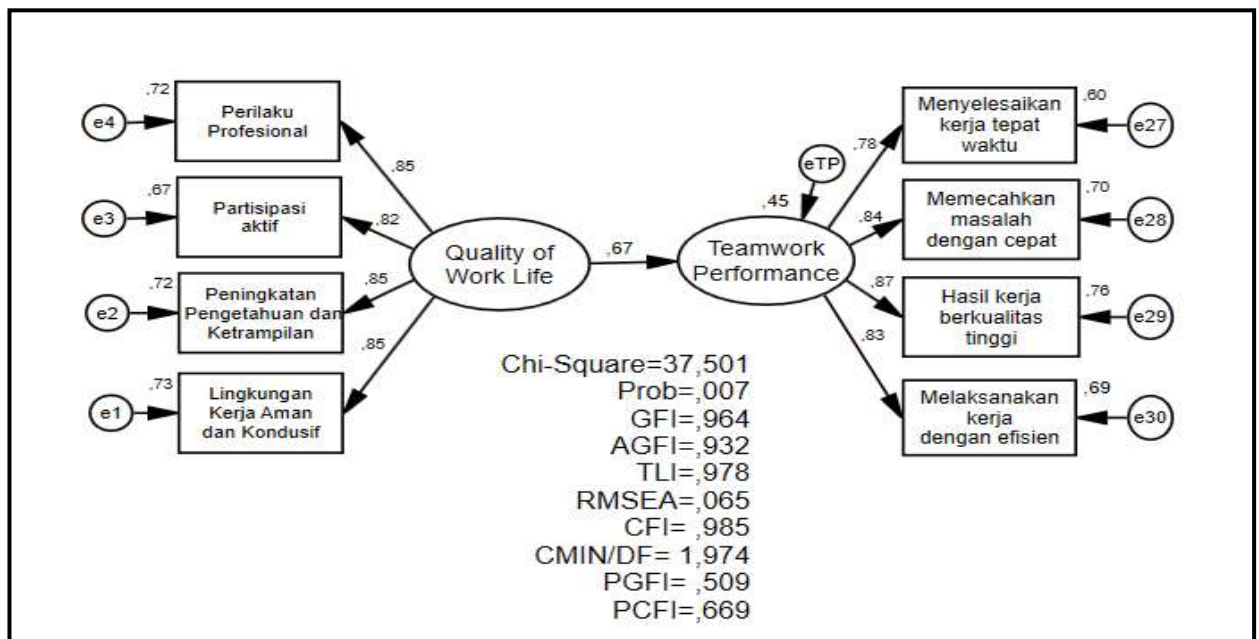 ,72
e4
Perilaku
Profesional
,85
,67
e3
Partisipasi
aktif
,82
,72
e2
Peningkatan
Pengetahuan dan
Ketrampilan
,85
,73
e1
Lingkungan
Kerja Aman
dan Kondusif
,85
Quality of
Work Life
,67
eTP
,45
Teamwork
Performance
,78
Menyelesaikan
kerja tepat
waktu
,60
e27
,84
Memecahkan
masalah
dengan cepat
,70
e28
,87
Hasil kerja
berkualitas
tinggi
,76
e29
,83
Melaksanakan
kerja
dengan efisien
,69
e30
Chi-Square=37,501
Prob=,007
GFI=,964
AGFI=,932
TLI=,978
RMSEA=,065
CFI= ,985
CMIN/DF= 1,974
PGFI= ,509
PCFI=,669